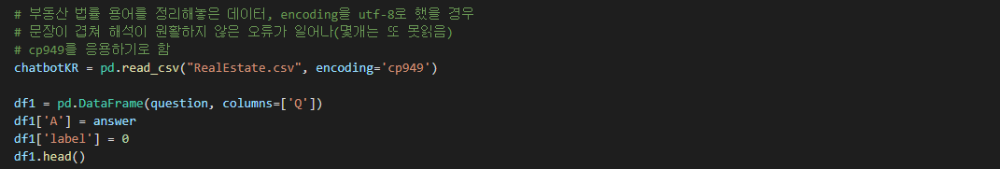 # 부동산 법률 용어를 정리해놓은 데이터, encoding을 utf-8로 했을 경우
# 문장이 겹쳐 해석이 원활하지 않은 오류가 일어나(몇개는 또 못읽음)
# cp949를 응용하기로 함
chatbotKR = pd.read_csv("RealEstate.csv", encoding='cp949')
df1 = pd.DataFrame(question, columns=['Q'])
df1['A'] = answer
df1['label'] = 0
df1.head()